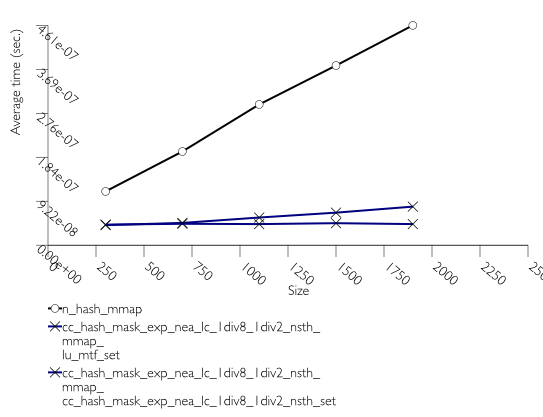 Average time (sec.)
4.61e-07
3.69e-07
2.76e-07
1.84e-07
9.22e-08
0.00e+00
250
500
750
1000
1250
1500
1750
2000
2250
Size
n_hash_mmap
cc_hash_mask_exp_nea_lc_1div8_1div2_nsth_
mmap_
lu_mtf_set
cc_hash_mask_exp_nea_lc_1div8_1div2_nsth_
mmap_
cc_hash_mask_exp_nea_lc_1div8_1div2_nsth_set